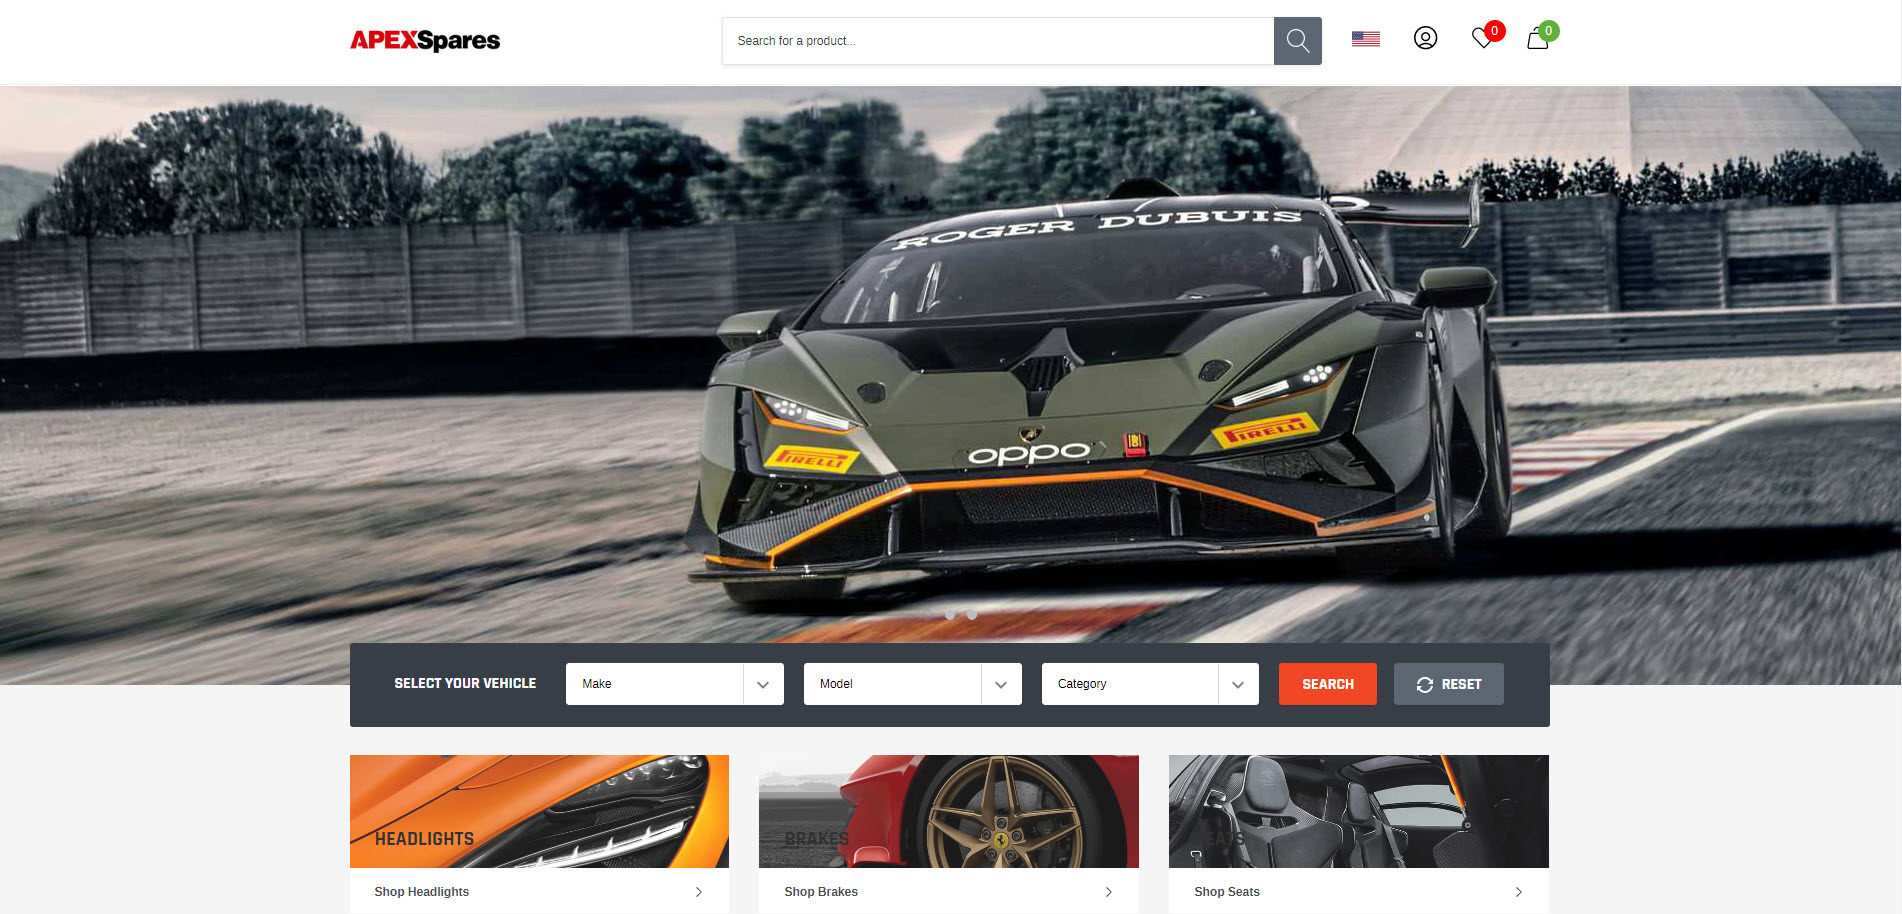 APEXSpares
Search for a product...
0
0
ROGER DUBUIS
PIRELLI
oppo
PIRELLI
SELECT YOUR VEHICLE
Make
Model
Category
SEARCH
RESET
HEADLIGHTS
BRAKES
SEATS
Shop Headlights
Shop Brakes
Shop Seats